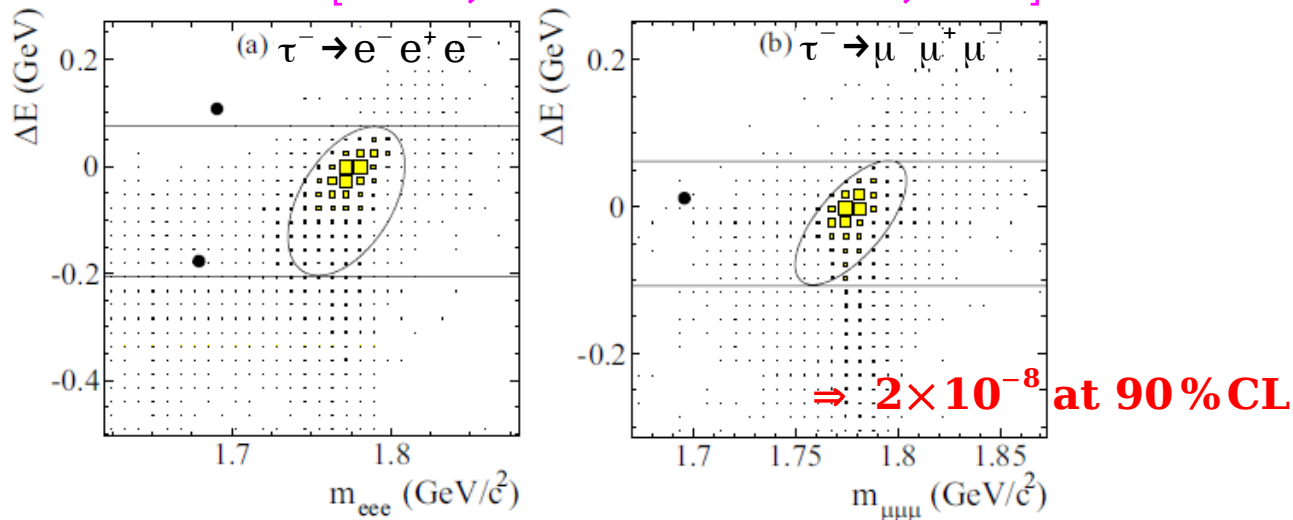 (a) τ⁻ → e⁻ e⁺ e⁻
ΔE (GeV)
0.2
0
-0.2
-0.4
1.7 1.8
m_eee (GeV/c²)
(b) τ⁻ → μ⁻ μ⁺ μ⁻
ΔE (GeV)
0.2
0
-0.2
⇒ 2×10⁻⁸ at 90 % CL
1.7 1.75 1.8 1.85
m_μμμ (GeV/c²)